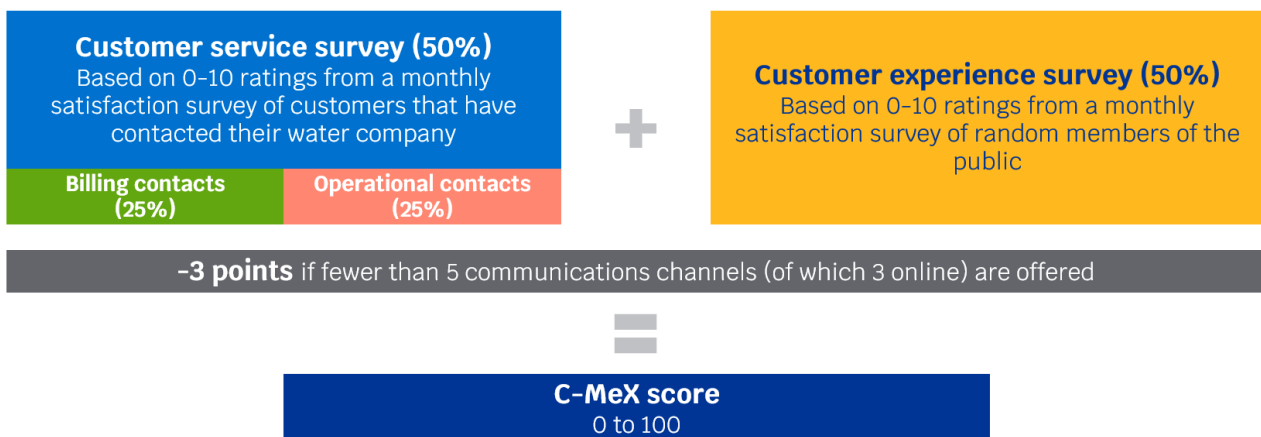 Customer service survey (50%)
Based on 0-10 ratings from a monthly
satisfaction survey of customers that have
contacted their water company
Billing contacts
(25%)
Operational contacts
(25%)
+
Customer experience survey (50%)
Based on 0-10 ratings from a monthly
satisfaction survey of random members of the
public
-3 points if fewer than 5 communications channels (of which 3 online) are offered
=
C-MeX score
0 to 100